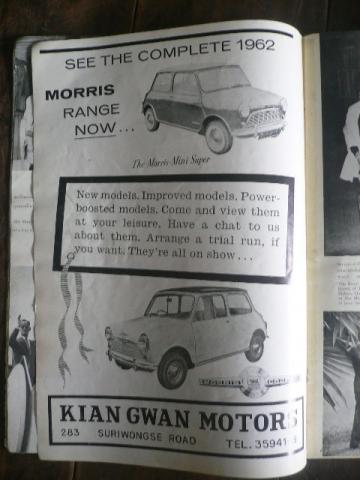 SEE THE COMPLETE 1962
MORRIS
RANGE
NOW...
The Morris-Mini Super
New models. Improved models. Power-
boosted models. Come and view them
at your leisure. Have a chat to us
about them. Arrange a trial run, if
you want. They're all on show...
KIAN GWAN MOTORS
283 SURIWONGSE ROAD
TEL. 35941-